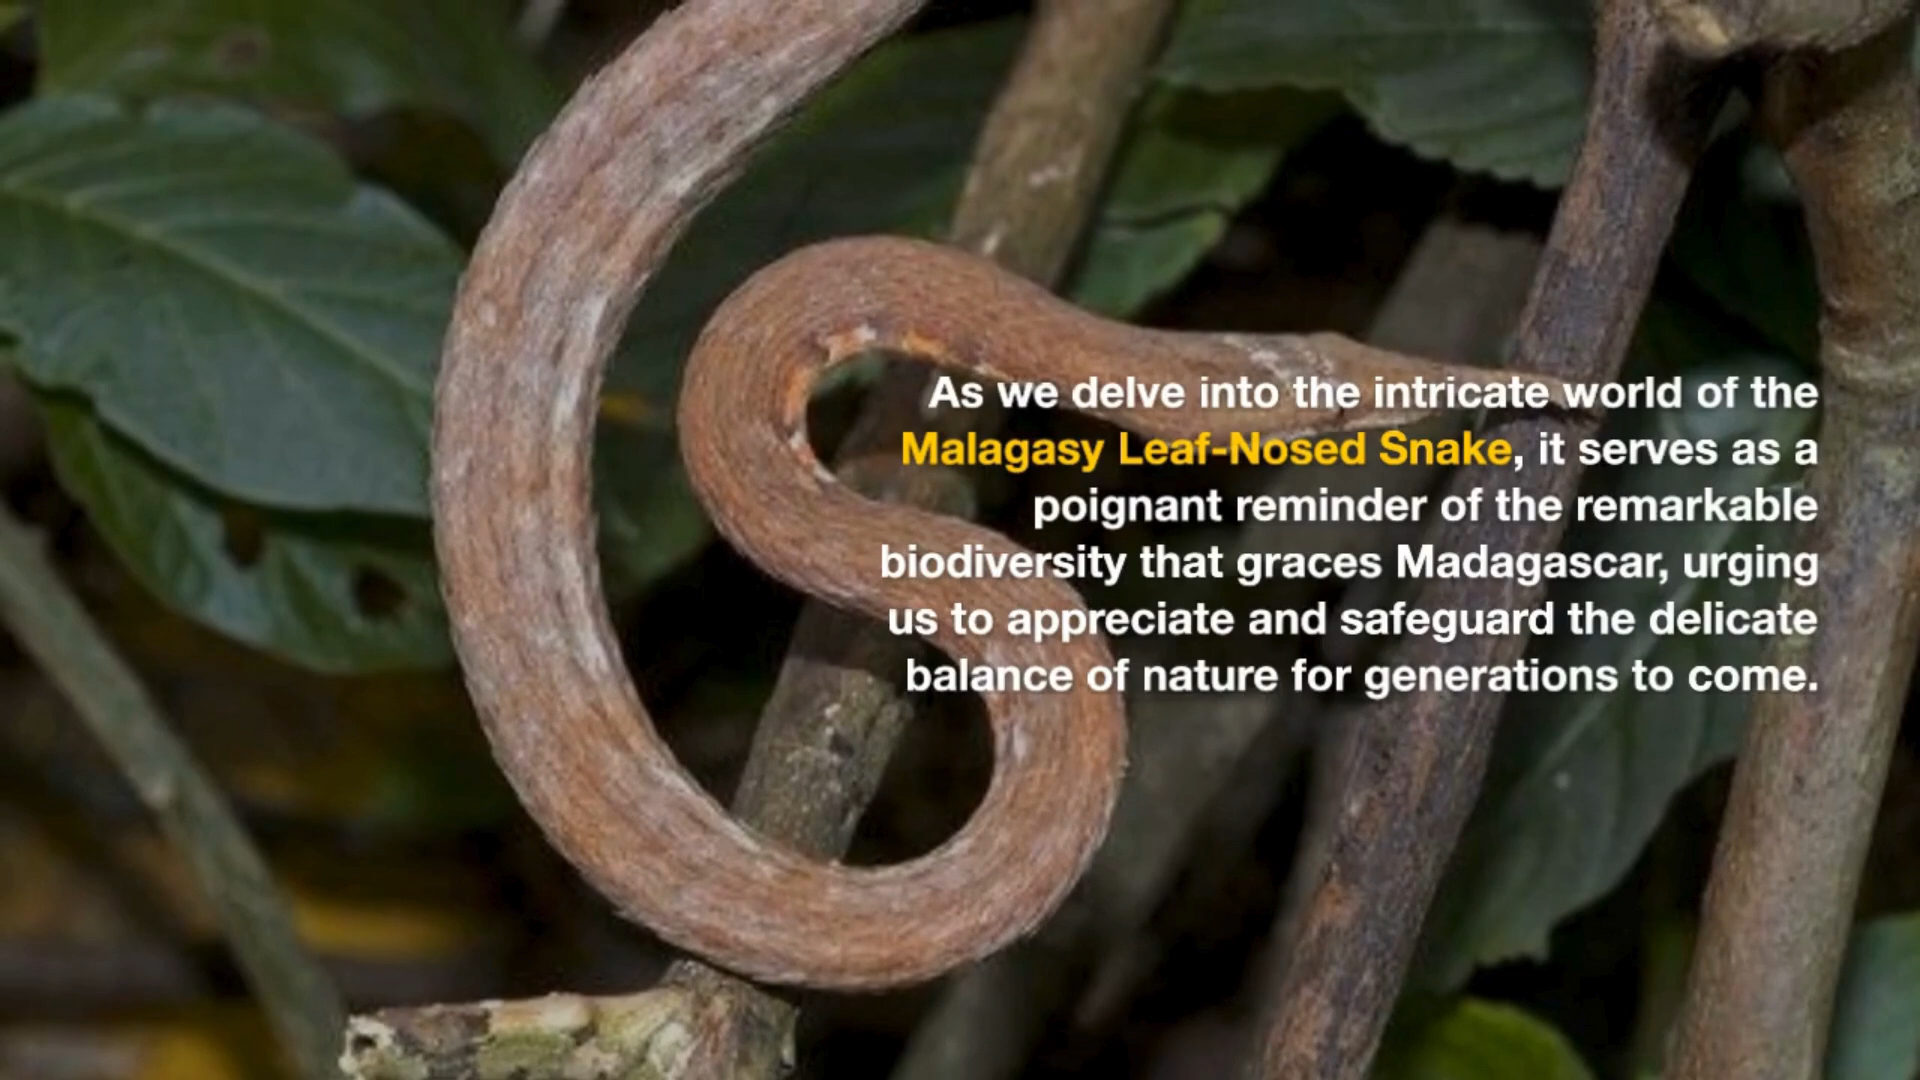 As we delve into the intricate world of the
Malagasy Leaf-Nosed Snake, it serves as a
poignant reminder of the remarkable
biodiversity that graces Madagascar, urging
us to appreciate and safeguard the delicate
balance of nature for generations to come.